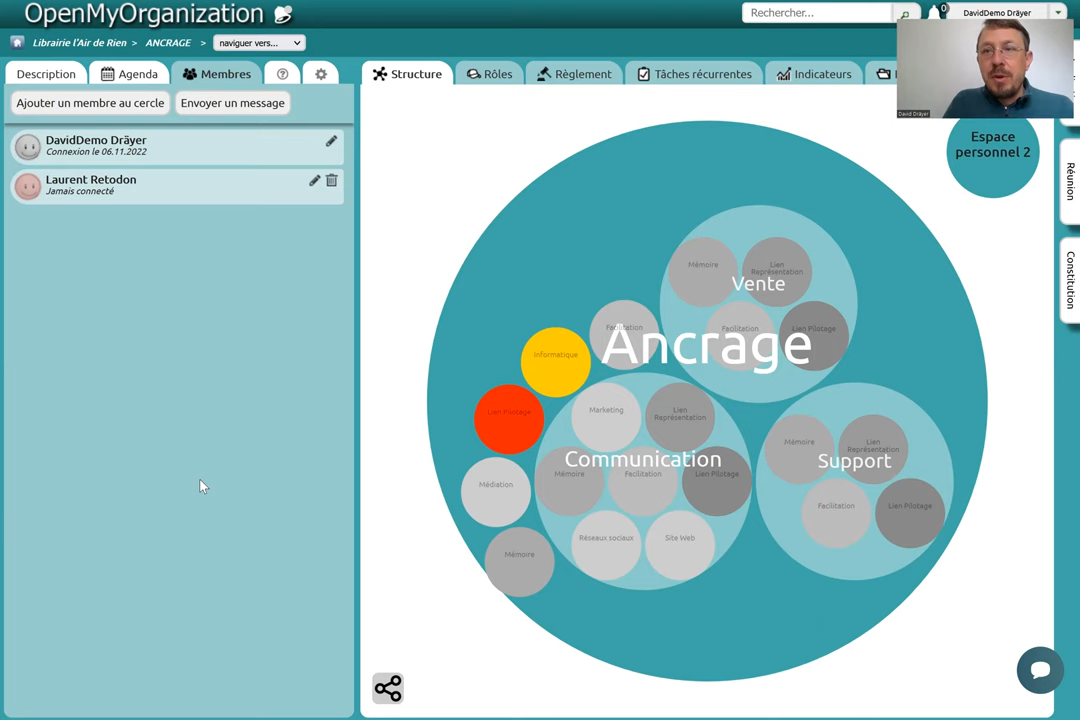 OpenMyOrganization
Rechercher...
0
DavidDemo Dräyer
Librairie l'Air de Rien > ANCRAGE >
naviguer vers...
Description
Agenda
Membres
Structure
Rôles
Règlement
Tâches récurrentes
Indicateurs
David Dräyer
Ajouter un membre au cercle
Envoyer un message
DavidDemo Dräyer
Connexion le 06.11.2022
Laurent Retodon
Jamais connecté
Espace
personnel 2
Réunion
Constitution
Mémoire
Lien
Représentation
Vente
Facilitation
Lien Pilotage
Facilitation
Ancrage
Informatique
Lien Pilotage
Médiation
Mémoire
Marketing
Lien
Représentation
Communication
Mémoire
Facilitation
Lien Pilotage
Réseaux sociaux
Site Web
Mémoire
Lien
Représentation
Support
Facilitation
Lien Pilotage